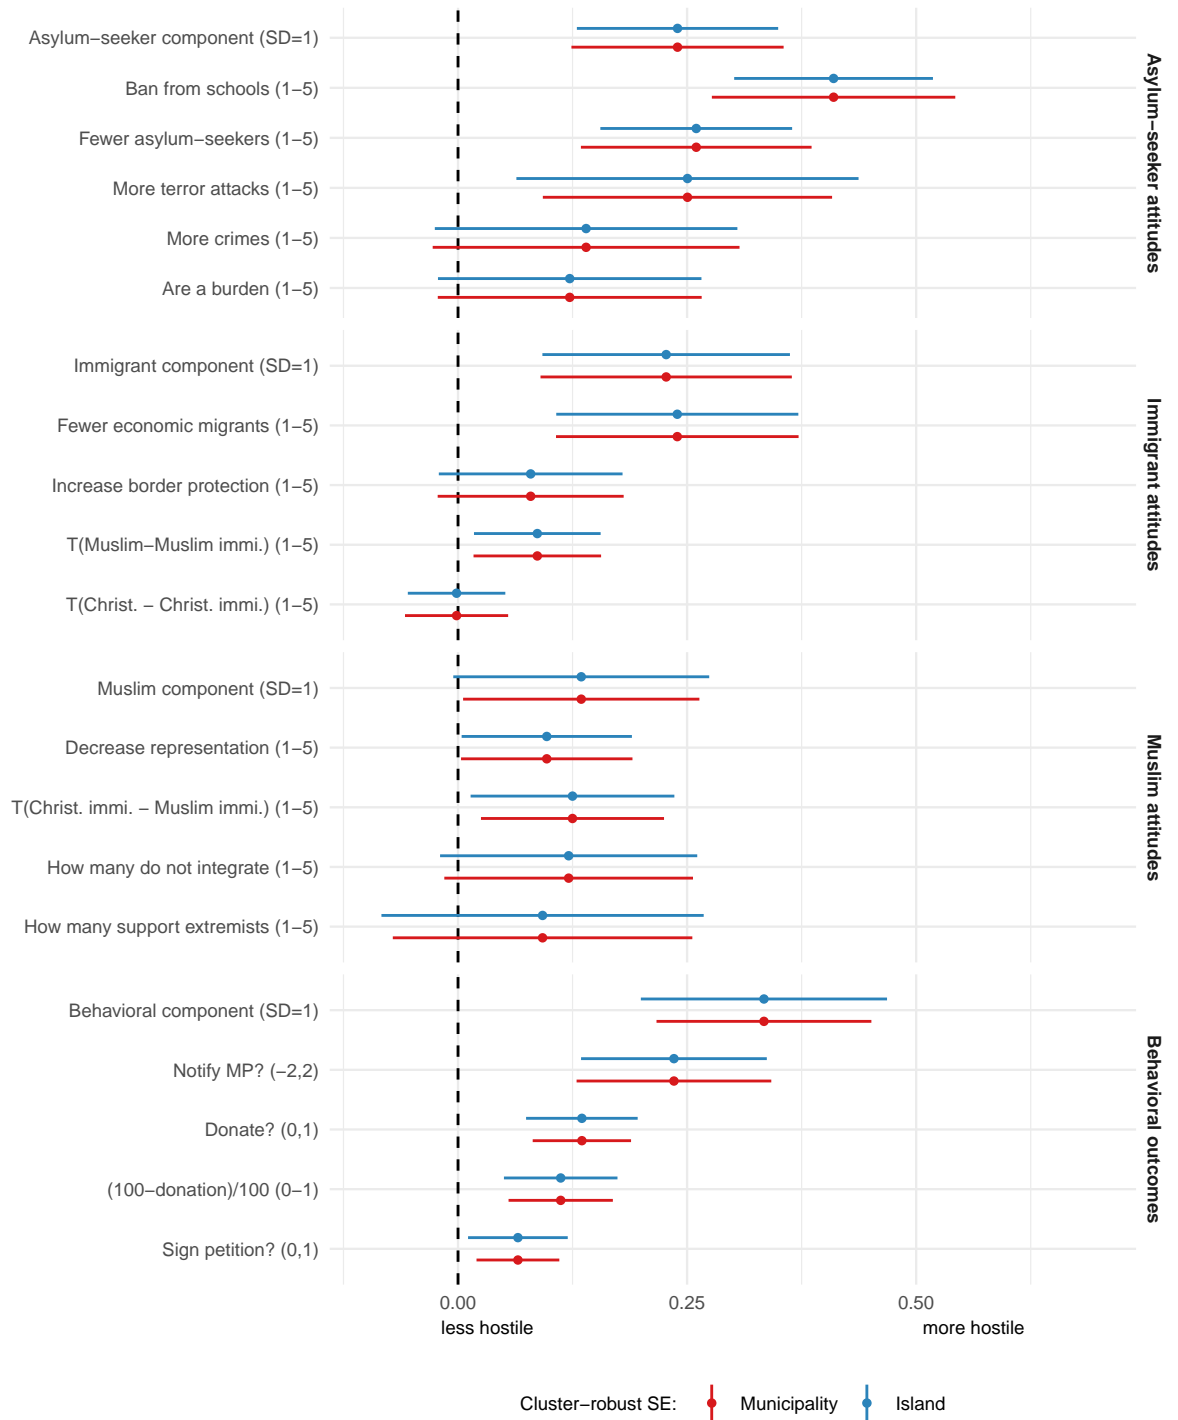 Asylum−seeker attitudes
Asylum−seeker component (SD=1)
Ban from schools (1−5)
Fewer asylum−seekers (1−5)
More terror attacks (1−5)
More crimes (1−5)
Are a burden (1−5)
Immigrant attitudes
Immigrant component (SD=1)
Fewer economic migrants (1−5)
Increase border protection (1−5)
T(Muslim−Muslim immi.) (1−5)
T(Christ. − Christ. immi.) (1−5)
Muslim attitudes
Muslim component (SD=1)
Decrease representation (1−5)
T(Christ. immi. − Muslim immi.) (1−5)
How many do not integrate (1−5)
How many support extremists (1−5)
Behavioral outcomes
Behavioral component (SD=1)
Notify MP? (−2,2)
Donate? (0,1)
(100−donation)/100 (0−1)
Sign petition? (0,1)
0.00 0.25 0.50
less hostile more hostile
Cluster−robust SE: Municipality Island